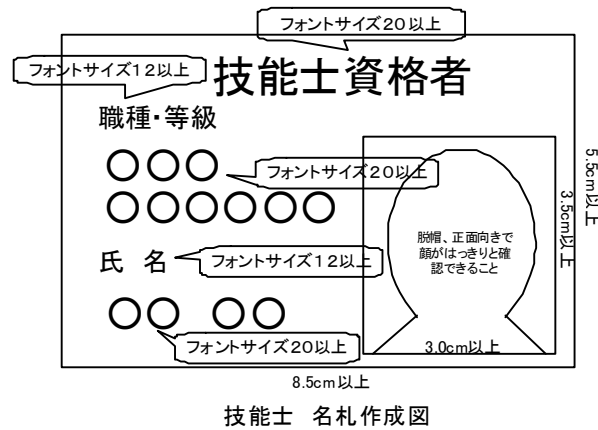 フォントサイズ20以上
フォントサイズ12以上
技能士資格者
職種・等級
○○○
フォントサイズ20以上
○○○○○○
氏 名
フォントサイズ12以上
○○ ○○
フォントサイズ20以上
脱帽、正面向きで
顔がはっきりと確
認できること
3.0cm以上
3.5cm以上
5.5cm以上
8.5cm以上
技能士 名札作成図